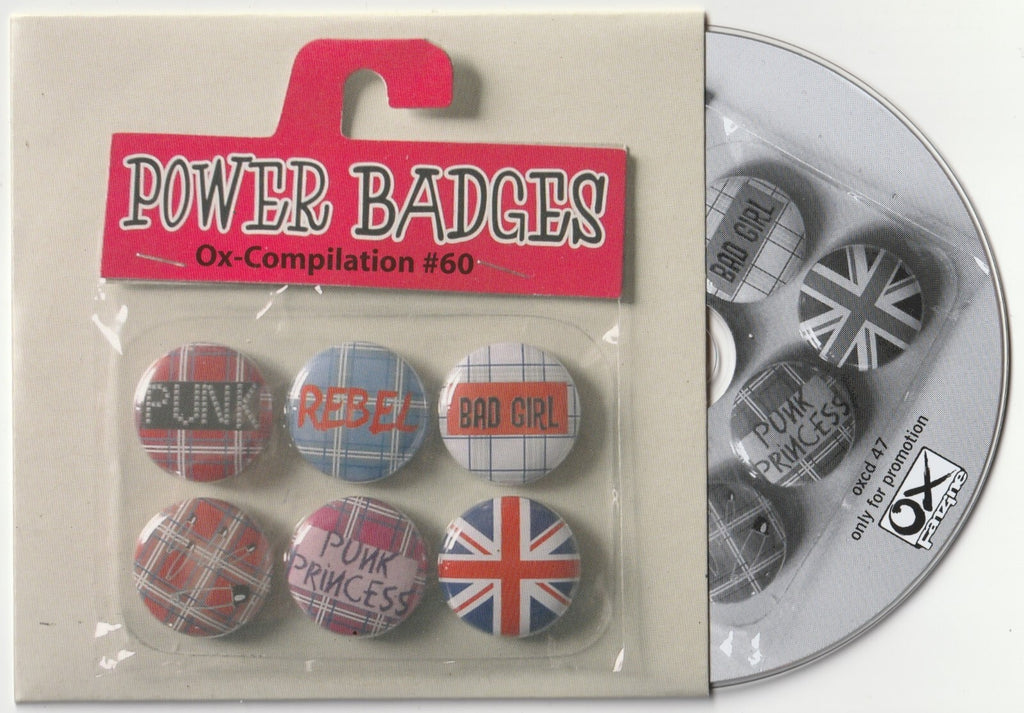 POWER BADGES
Ox-Compilation #60
PUNK
REBEL
BAD GIRL
PUNK
PRINCESS
BAD GIRL
PUNK
PRINCESS
oxcd 47
only for promotion
OX
Fanzine